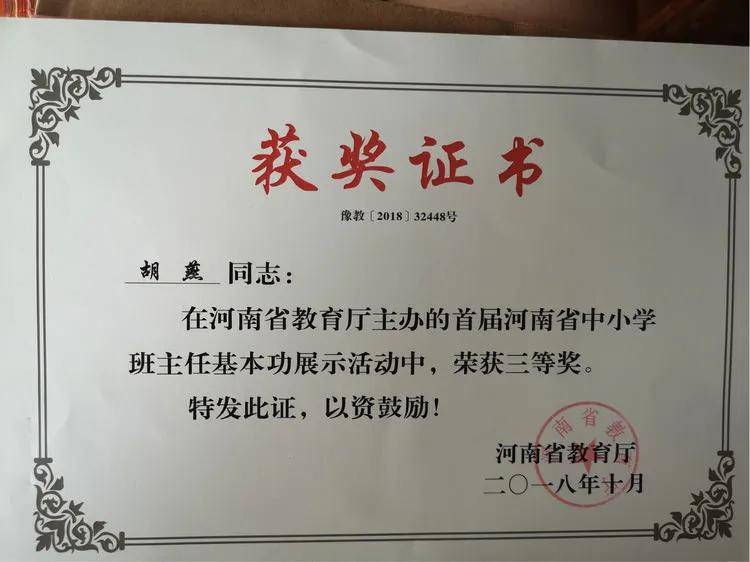 获奖证书
豫教〔2018〕32448号
胡燕 同志：
在河南省教育厅主办的首届河南省中小学
班主任基本功展示活动中，荣获三等奖。
特发此证，以资鼓励！
河南省教育厅
二〇一八年十月